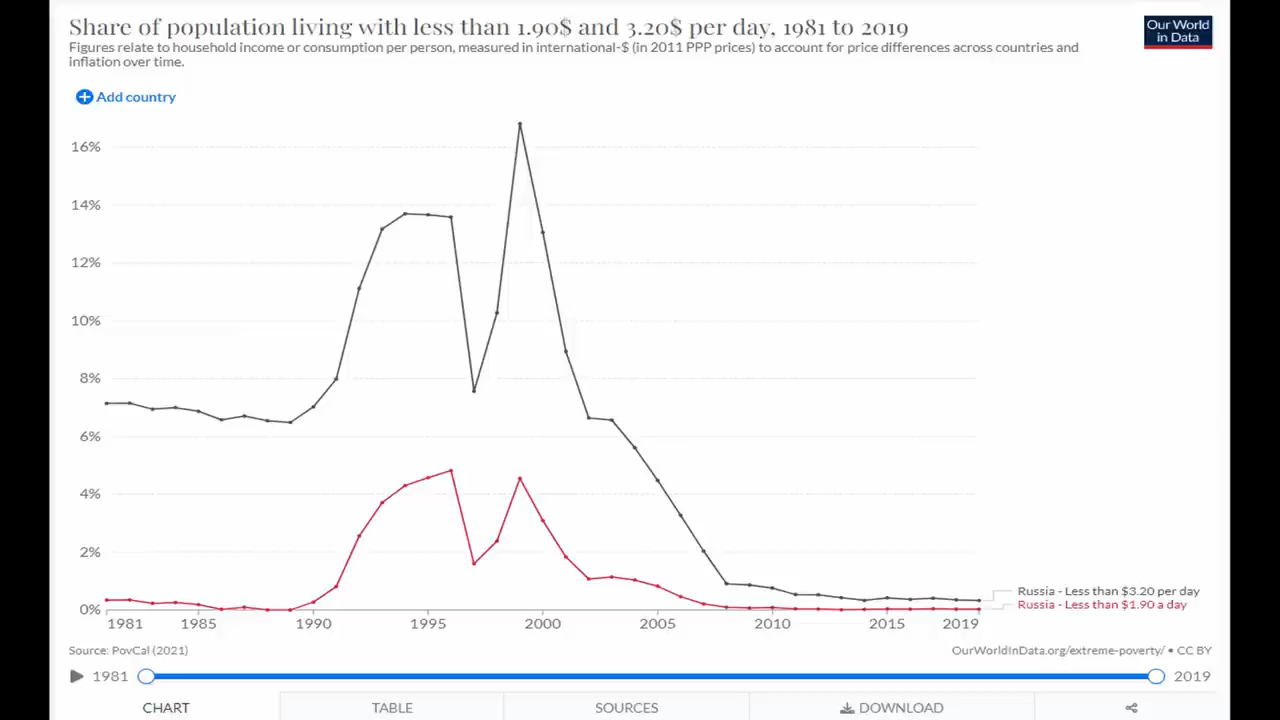 Share of population living with less than 1.90$ and 3.20$ per day, 1981 to 2019
Our World
in Data
Figures relate to household income or consumption per person, measured in international-$ (in 2011 PPP prices) to account for price differences across countries and
inflation over time.
Add country
16%
14%
12%
10%
8%
6%
4%
2%
0%
Russia - Less than $3.20 per day
Russia - Less than $1.90 a day
1981 1985 1990 1995 2000 2005 2010 2015 2019
Source: PovCal (2021)
OurWorldInData.org/extreme-poverty/ • CC BY
1981 2019
CHART TABLE SOURCES DOWNLOAD